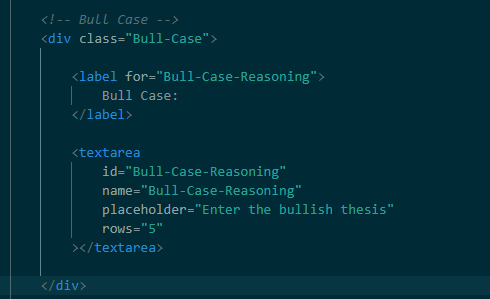 <!-- Bull Case -->
<div class="Bull-Case">
<label for="Bull-Case-Reasoning">
Bull Case:
</label>
<textarea
id="Bull-Case-Reasoning"
name="Bull-Case-Reasoning"
placeholder="Enter the bullish thesis"
rows="5"
></textarea>
</div>